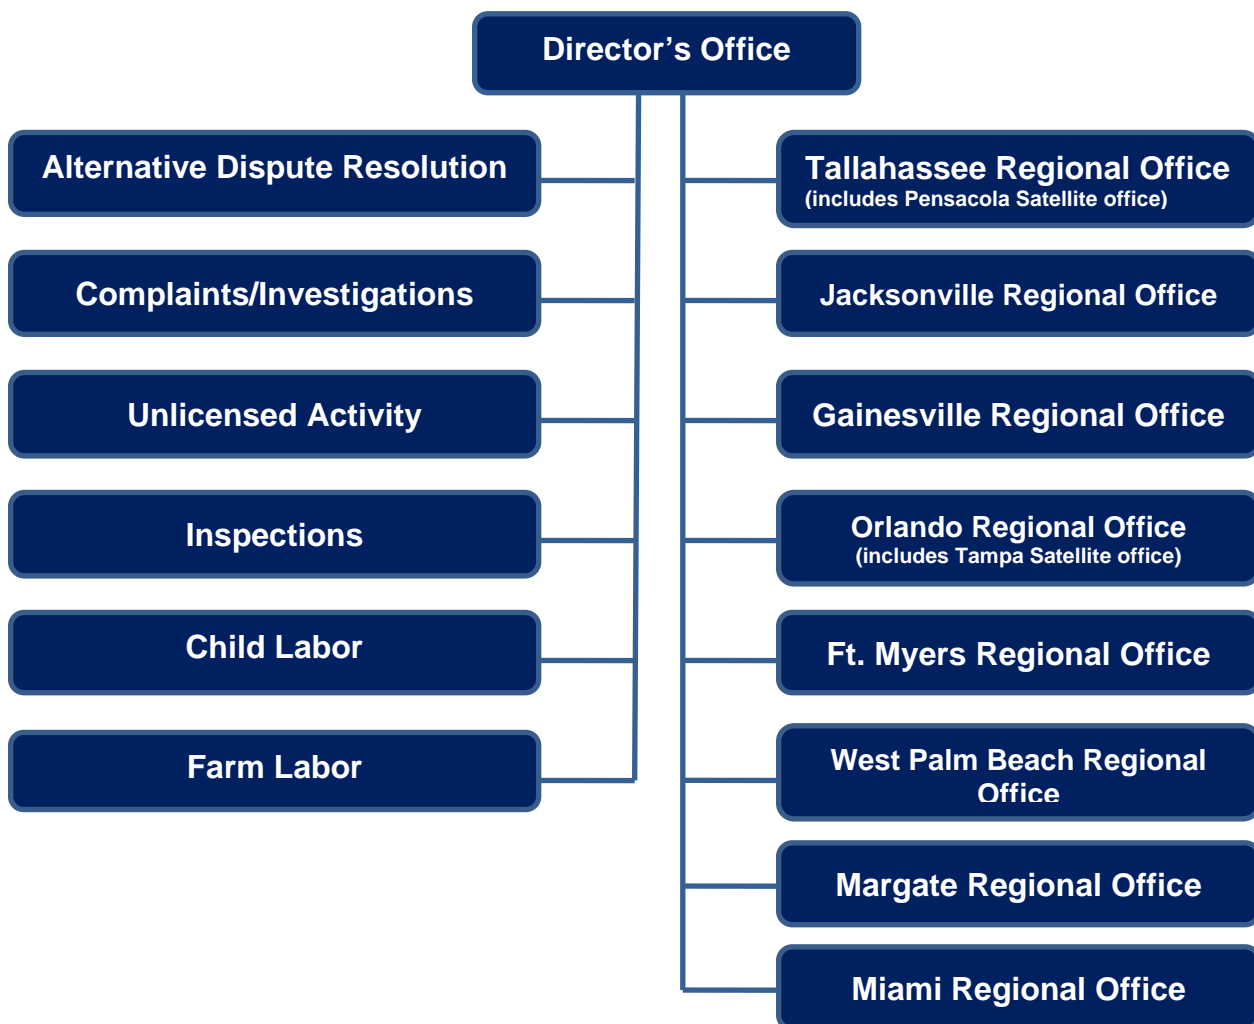 Director’s Office
Alternative Dispute Resolution
Complaints/Investigations
Unlicensed Activity
Inspections
Child Labor
Farm Labor
Tallahassee Regional Office
(includes Pensacola Satellite office)
Jacksonville Regional Office
Gainesville Regional Office
Orlando Regional Office
(includes Tampa Satellite office)
Ft. Myers Regional Office
West Palm Beach Regional
Office
Margate Regional Office
Miami Regional Office